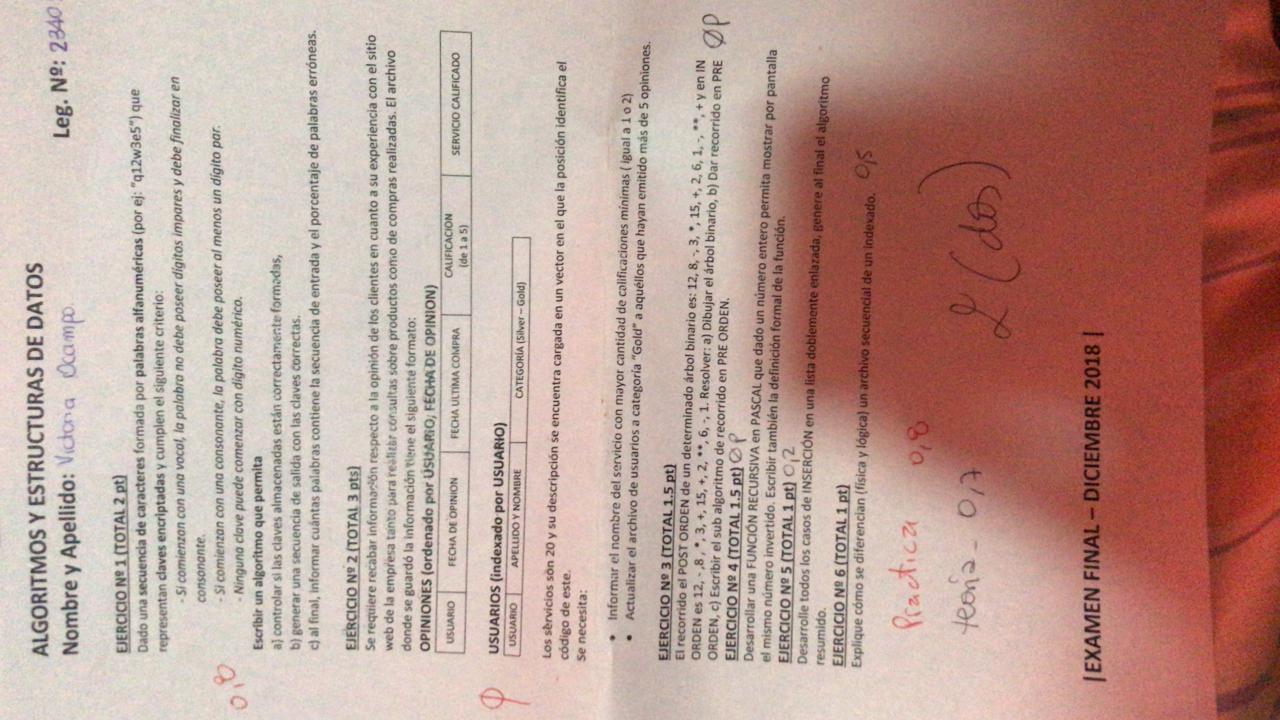 ALGORITMOS Y ESTRUCTURAS DE DATOS
Nombre y Apellido: Victoria Ocampo. Leg. Nº: 2340
EJERCICIO Nº 1 (TOTAL 2 pt)
Dado una secuencia de caracteres formada por palabras alfanuméricas (por ej: "q12w3e5") que
representan claves encriptadas y cumplen el siguiente criterio:
- Si comienzan con una vocal, la palabra no debe poseer dígitos impares y debe finalizar en
consonante.
- Si comienzan con una consonante, la palabra debe poseer al menos un dígito par.
0,8
- Ninguna clave puede comenzar con dígito numérico.
Escribir un algoritmo que permita
a) controlar si las claves almacenadas están correctamente formadas,
b) generar una secuencia de salida con las claves correctas.
c) al final, informar cuántas palabras contiene la secuencia de entrada y el porcentaje de palabras erróneas.
EJERCICIO Nº 2 (TOTAL 3 pts)
Se requiere recabar información respecto a la opinión de los clientes en cuanto a su experiencia con el sitio
web de la empresa tanto para realizar consultas sobre productos como de compras realizadas. El archivo
donde se guardó la información tiene el siguiente formato:
OPINIONES (ordenado por USUARIO, FECHA DE OPINION)
USUARIO FECHA DE OPINION FECHA ULTIMA COMPRA CALIFICACION (de 1 a 5) SERVICIO CALIFICADO
USUARIOS (indexado por USUARIO)
USUARIO APELLIDO Y NOMBRE CATEGORÍA (Silver – Gold)
Los servicios son 20 y su descripción se encuentra cargada en un vector en el que la posición identifica el
código de este.
Se necesita:
• Informar el nombre del servicio con mayor cantidad de calificaciones mínimas ( igual a 1 o 2)
• Actualizar el archivo de usuarios a categoría "Gold" a aquéllos que hayan emitido más de 5 opiniones.
EJERCICIO Nº 3 (TOTAL 1.5 pt)
El recorrido el POST ORDEN de un determinado árbol binario es: 12, 8, -, 3, *, 15, +, 2, 6, 1, -, **, + y en IN
ORDEN es 12, - ,8 , *, 3, +, 15, +, 2, **, 6, -, 1. Resolver: a) Dibujar el árbol binario, b) Dar recorrido en PRE
ORDEN, c) Escribir el sub algoritmo de recorrido en PRE ORDEN. ØP
EJERCICIO Nº 4 (TOTAL 1.5 pt) ØP
Desarrollar una FUNCIÓN RECURSIVA en PASCAL que dado un número entero permita mostrar por pantalla
el mismo número invertido. Escribir también la definición formal de la función.
EJERCICIO Nº 5 (TOTAL 1 pt) 0,2
Desarrolle todos los casos de INSERCIÓN en una lista doblemente enlazada, genere al final el algoritmo
resumido.
EJERCICIO Nº 6 (TOTAL 1 pt)
Explique cómo se diferencian (física y lógica) un archivo secuencial de un indexado. 0,5
Practica 0,8
teoría - 0,7
2 (dos)
|EXAMEN FINAL – DICIEMBRE 2018 |